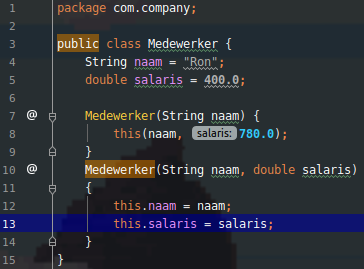 1 package com.company;
2
3 public class Medewerker {
4 String naam = "Ron";
5 double salaris = 400.0;
6
7 @ Medewerker(String naam) {
8 this(naam, salaris: 780.0);
9 }
10 @ Medewerker(String naam, double salaris)
11 {
12 this.naam = naam;
13 this.salaris = salaris;
14 }
15 }